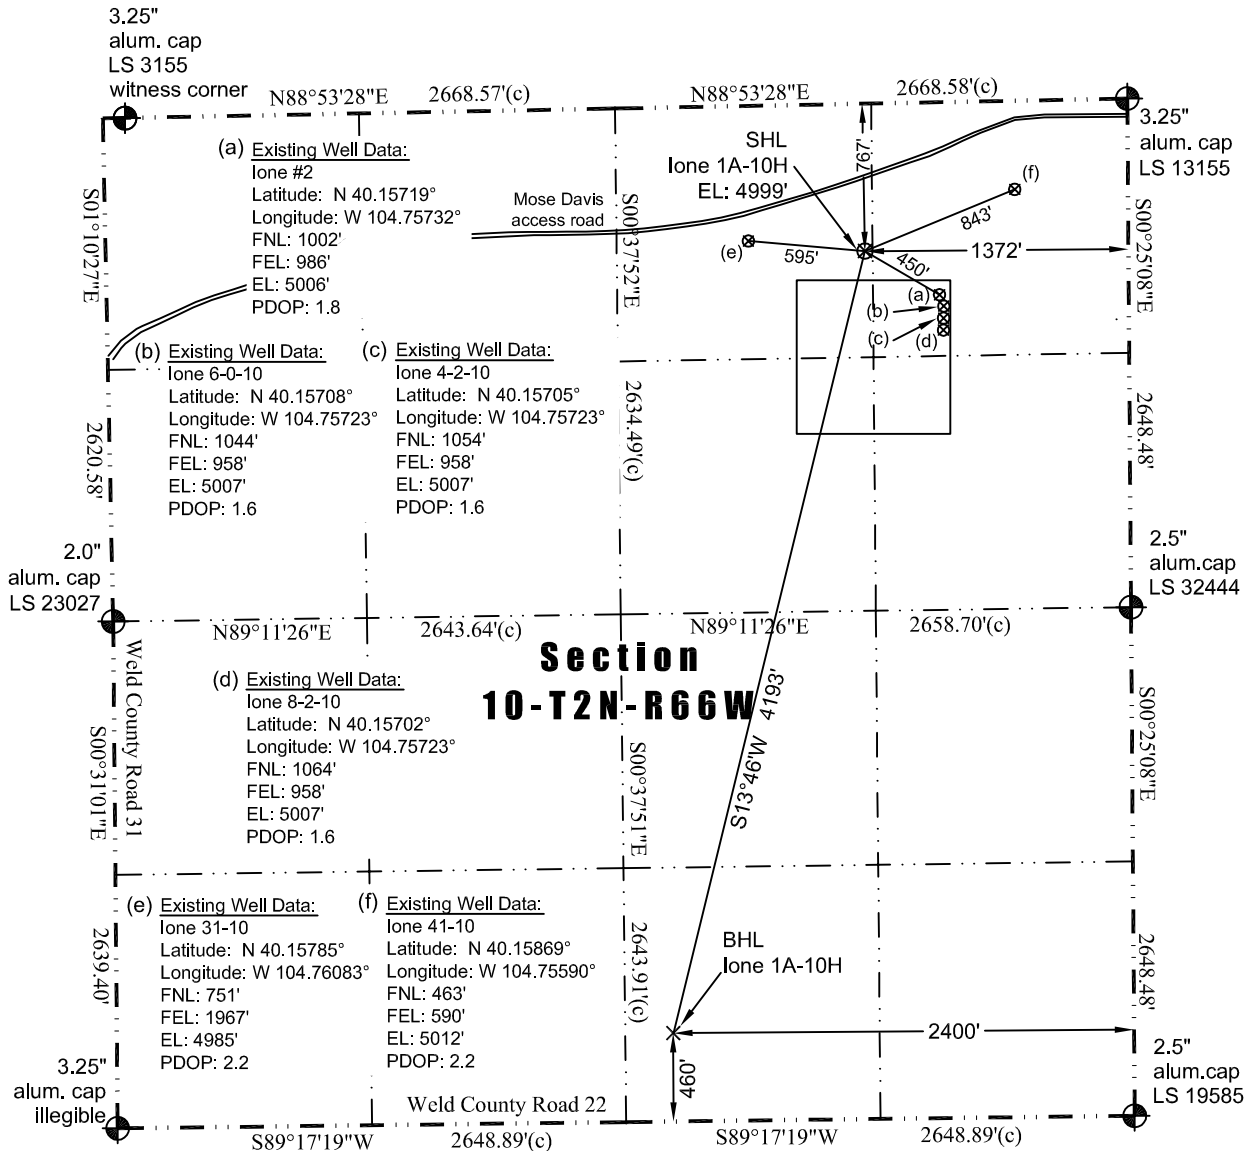 3.25"
alum. cap
LS 3155
witness corner
N88°53'28"E
2668.57'(c)
N88°53'28"E
2668.58'(c)
3.25"
alum. cap
LS 13155
(a) Existing Well Data:
Ione #2
Latitude: N 40.15719°
Longitude: W 104.75732°
FNL: 1002'
FEL: 986'
EL: 5006'
PDOP: 1.8
SHL
Ione 1A-10H
EL: 4999'
767'
(f)
843'
Mose Davis
access road
(e)
595'
450'
1372'
(a)
(b)
(c)
(d)
S01°10'27"E
S00°37'52"E
S00°25'08"E
(b) Existing Well Data:
Ione 6-0-10
Latitude: N 40.15708°
Longitude: W 104.75723°
FNL: 1044'
FEL: 958'
EL: 5007'
PDOP: 1.6
(c) Existing Well Data:
Ione 4-2-10
Latitude: N 40.15705°
Longitude: W 104.75723°
FNL: 1054'
FEL: 958'
EL: 5007'
PDOP: 1.6
2620.58'
2634.49'(c)
2648.48'
2.0"
alum. cap
LS 23027
2.5"
alum.cap
LS 32444
N89°11'26"E
2643.64'(c)
N89°11'26"E
2658.70'(c)
Section
10-T2N-R66W
(d) Existing Well Data:
Ione 8-2-10
Latitude: N 40.15702°
Longitude: W 104.75723°
FNL: 1064'
FEL: 958'
EL: 5007'
PDOP: 1.6
Weld County Road 31
S00°31'01"E
S00°37'51"E
S13°46'W 4193'
S00°25'08"E
(e) Existing Well Data:
Ione 31-10
Latitude: N 40.15785°
Longitude: W 104.76083°
FNL: 751'
FEL: 1967'
EL: 4985'
PDOP: 2.2
(f) Existing Well Data:
Ione 41-10
Latitude: N 40.15869°
Longitude: W 104.75590°
FNL: 463'
FEL: 590'
EL: 5012'
PDOP: 2.2
2639.40'
2643.91'(c)
2648.48'
BHL
Ione 1A-10H
2400'
460'
3.25"
alum. cap
illegible
2.5"
alum.cap
LS 19585
Weld County Road 22
S89°17'19"W
2648.89'(c)
S89°17'19"W
2648.89'(c)